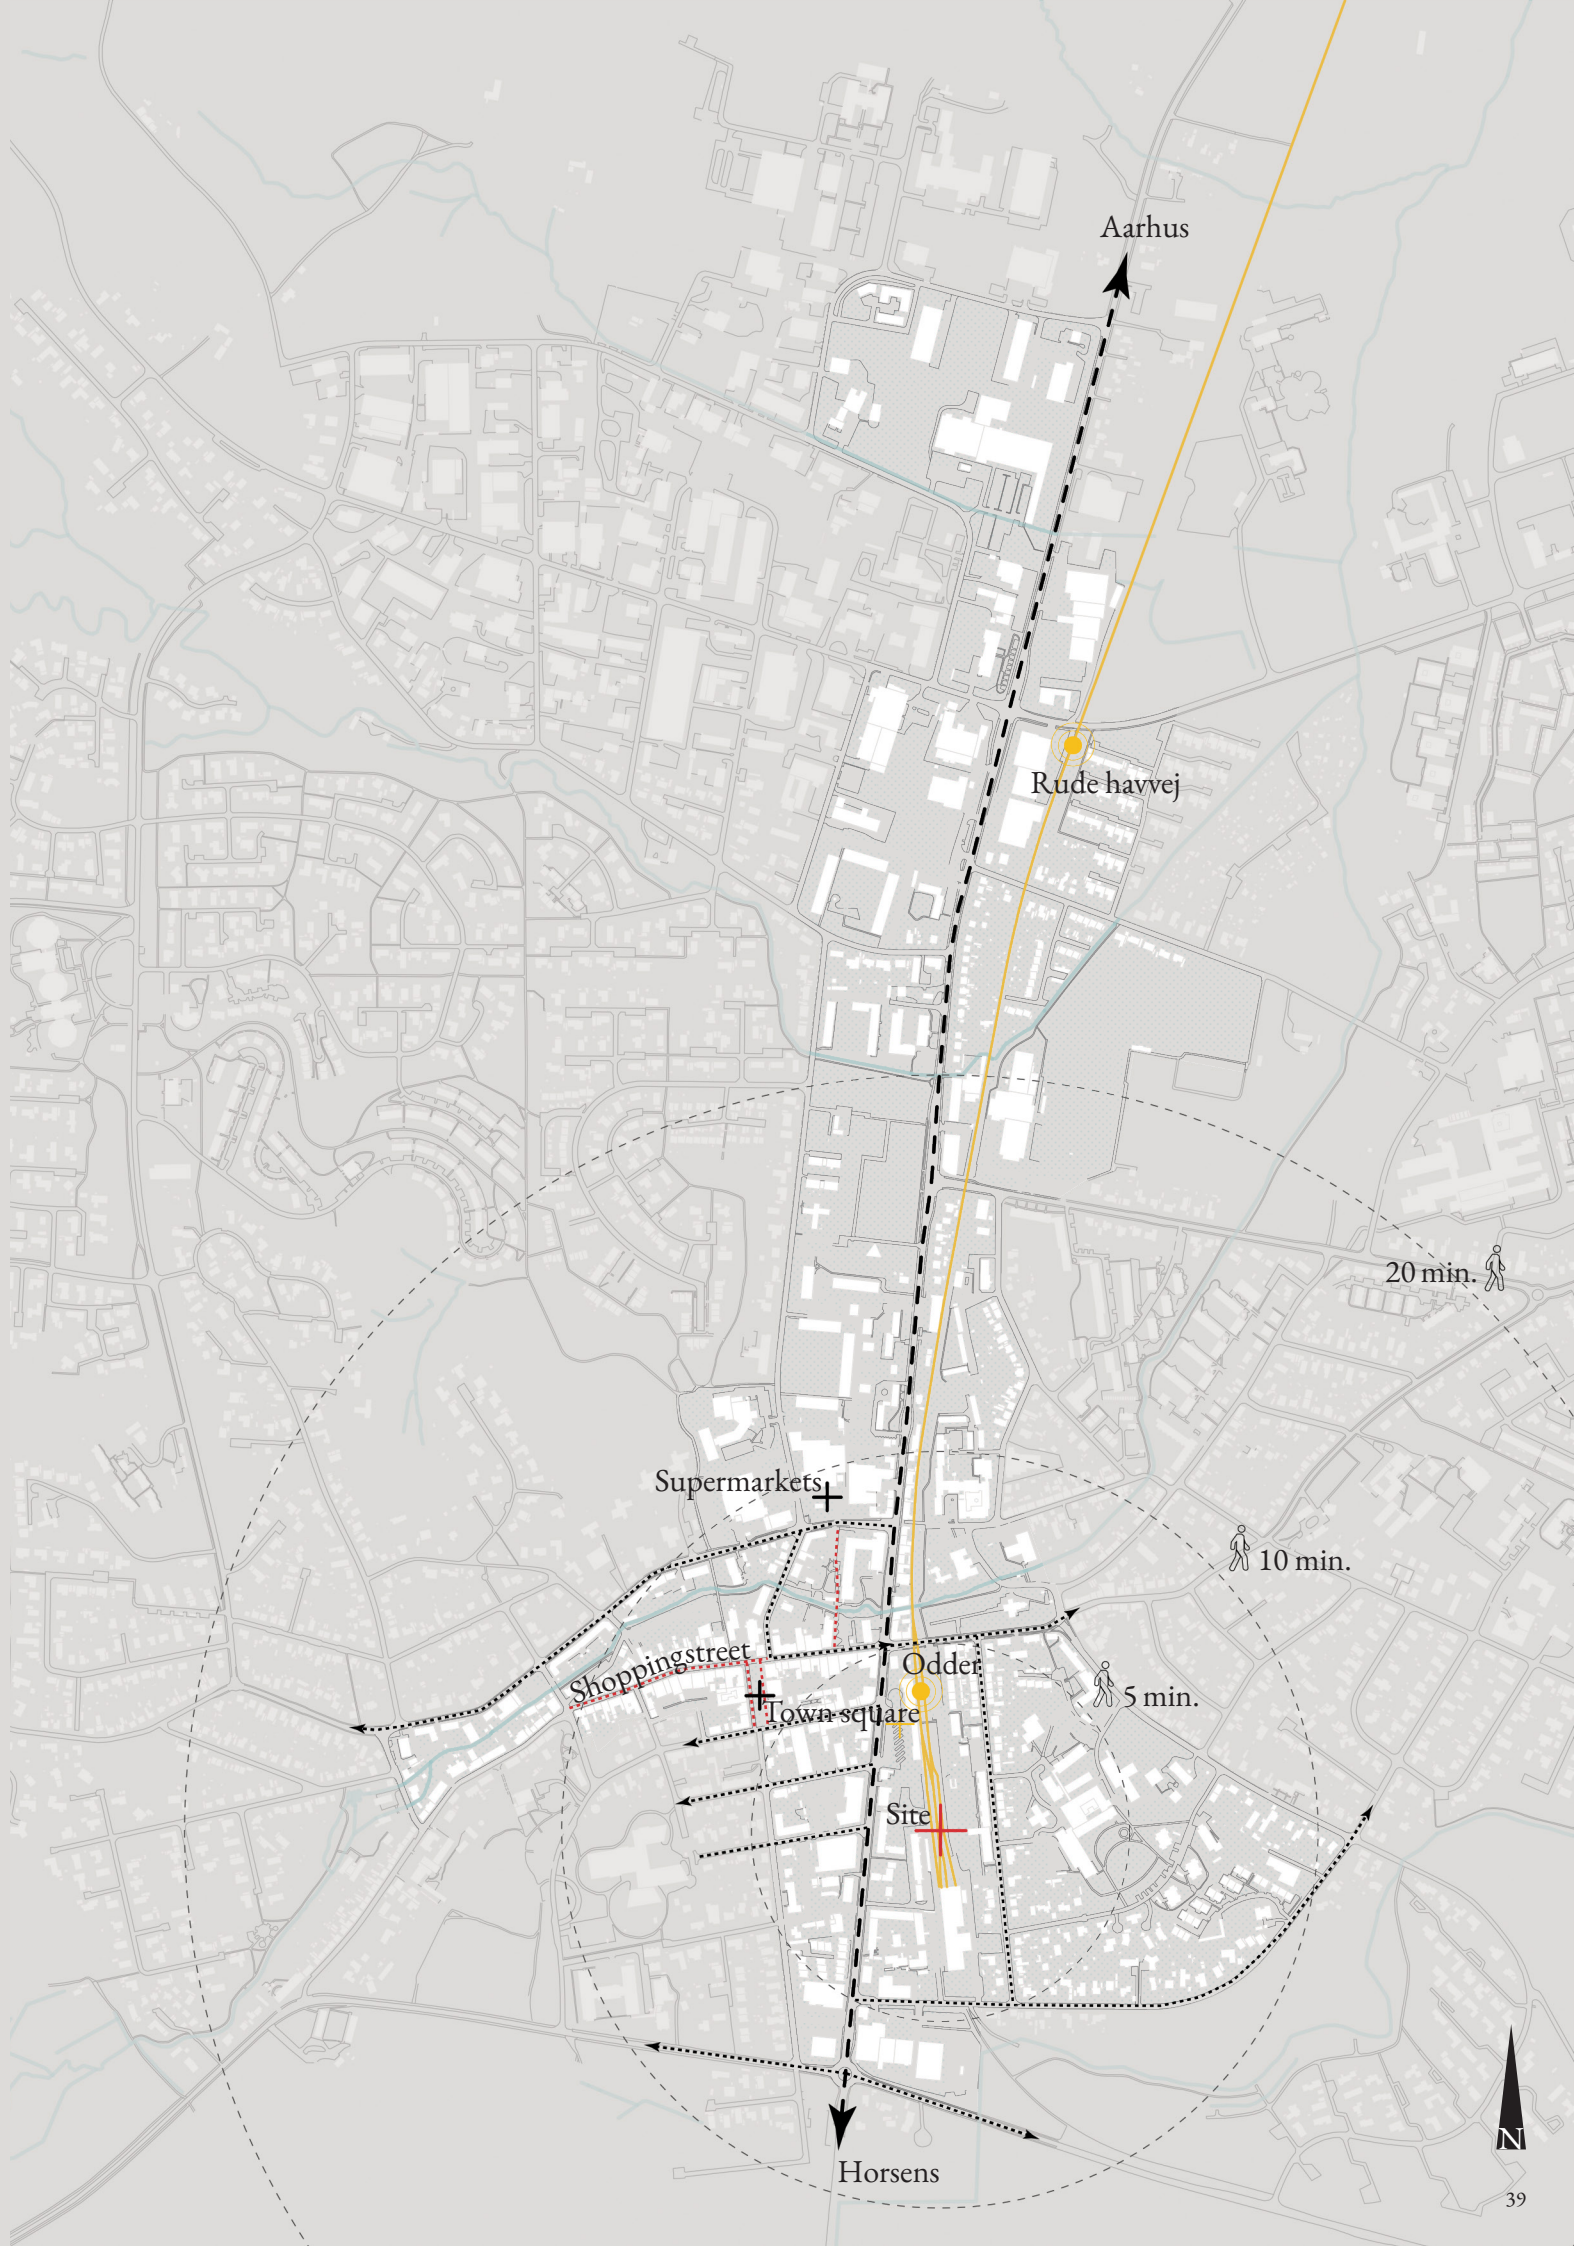 Aarhus
Rude havvej
20 min.
Supermarkets
10 min.
Shoppingstreet
Odder
5 min.
Town square
Site
N
Horsens
39